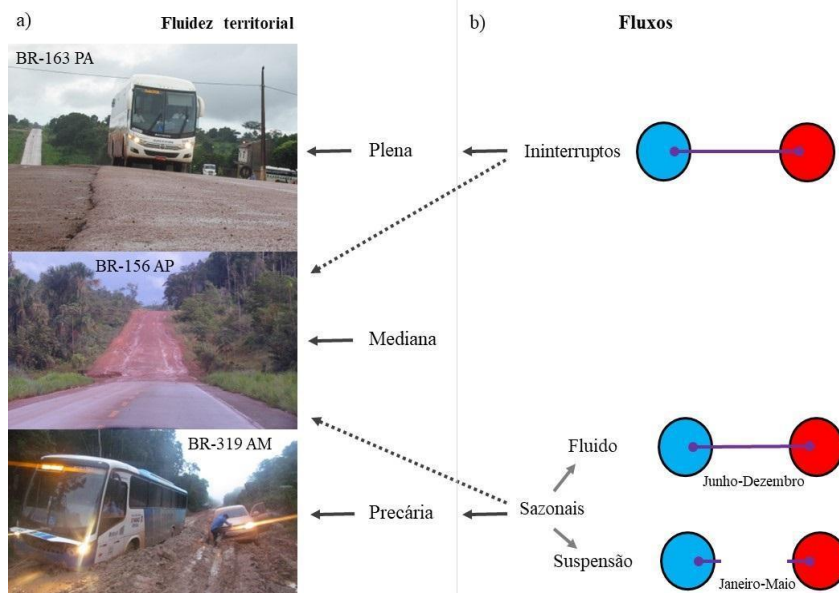 a)
Fluidez territorial
b)
Fluxos
BR-163 PA
Plena
Ininterruptos
BR-156 AP
Mediana
BR-319 AM
Fluido
Junho-Dezembro
Precária
Sazonais
Suspensão
Janeiro-Maio